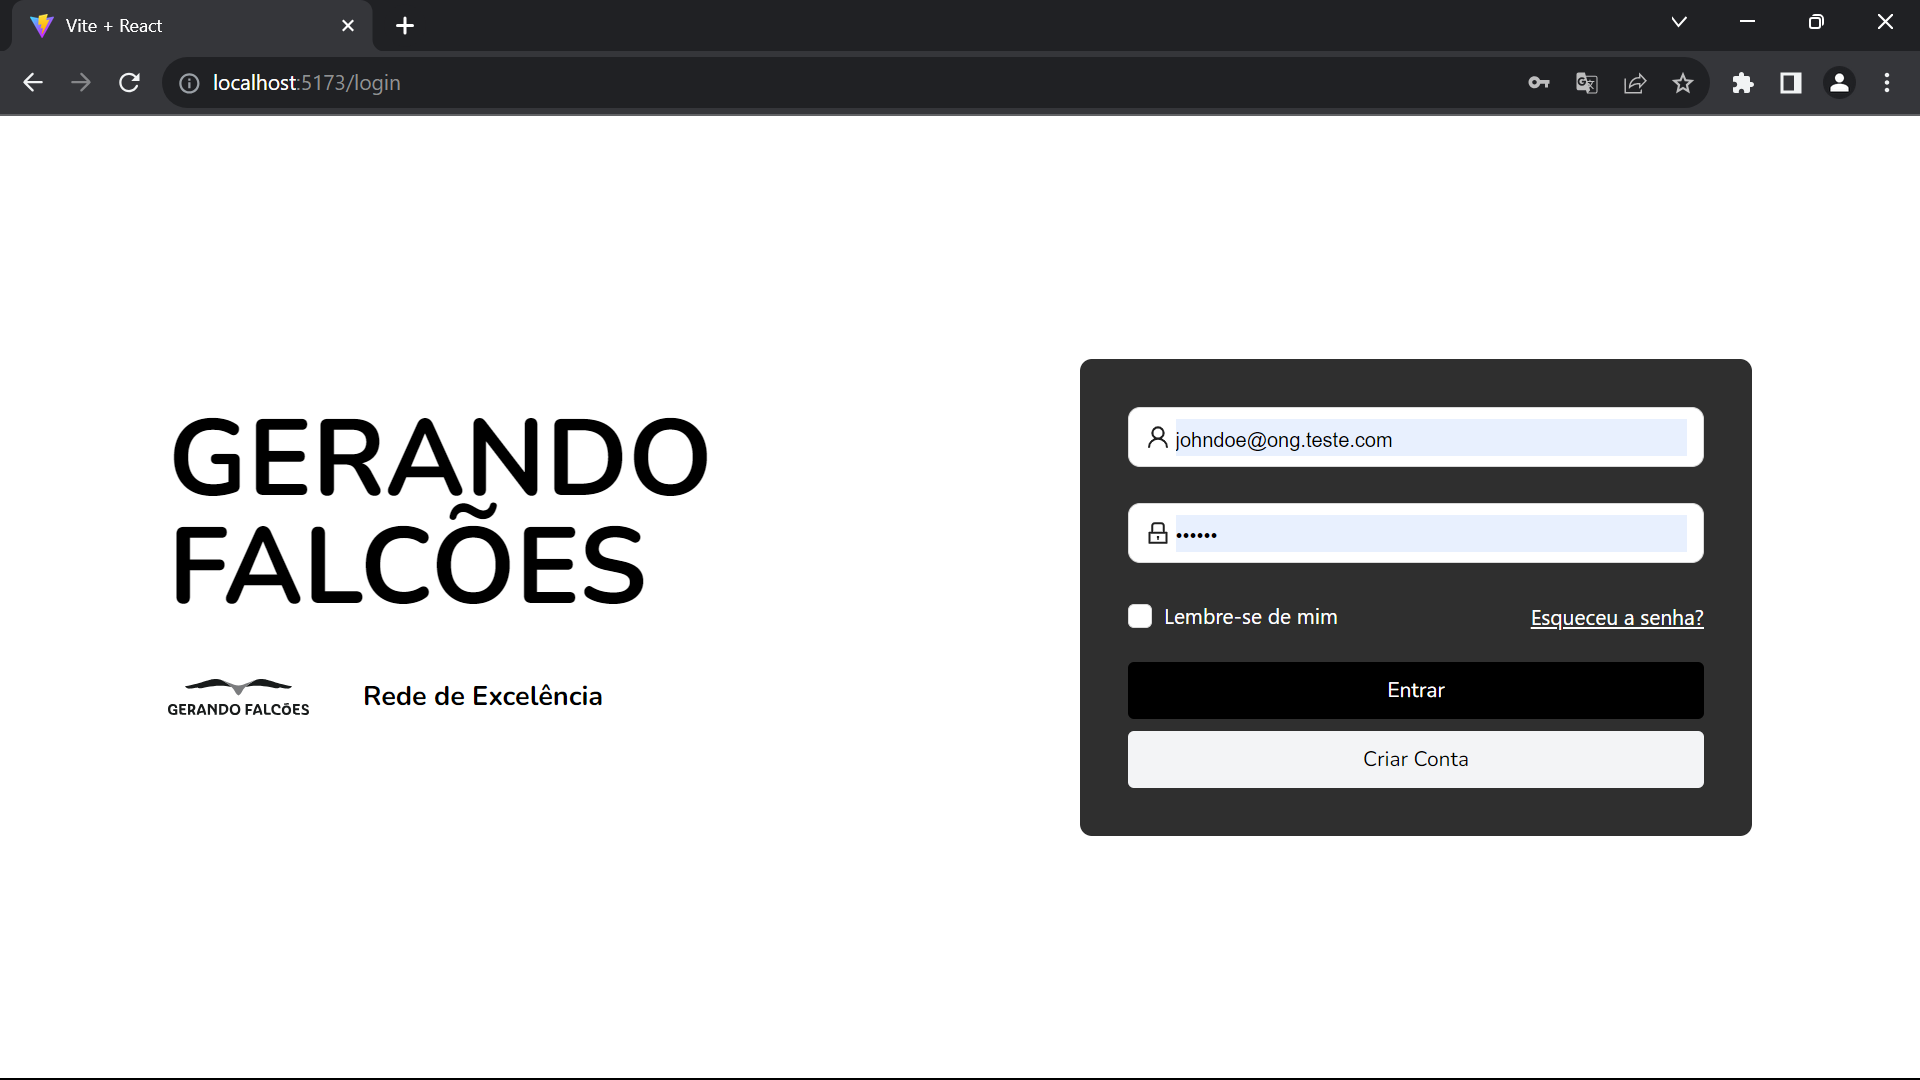 Vite + React
localhost:5173/login
GERANDO
FALCÕES
GERANDO FALCÕES
Rede de Excelência
johndoe@ong.teste.com
••••••
Lembre-se de mim
Esqueceu a senha?
Entrar
Criar Conta